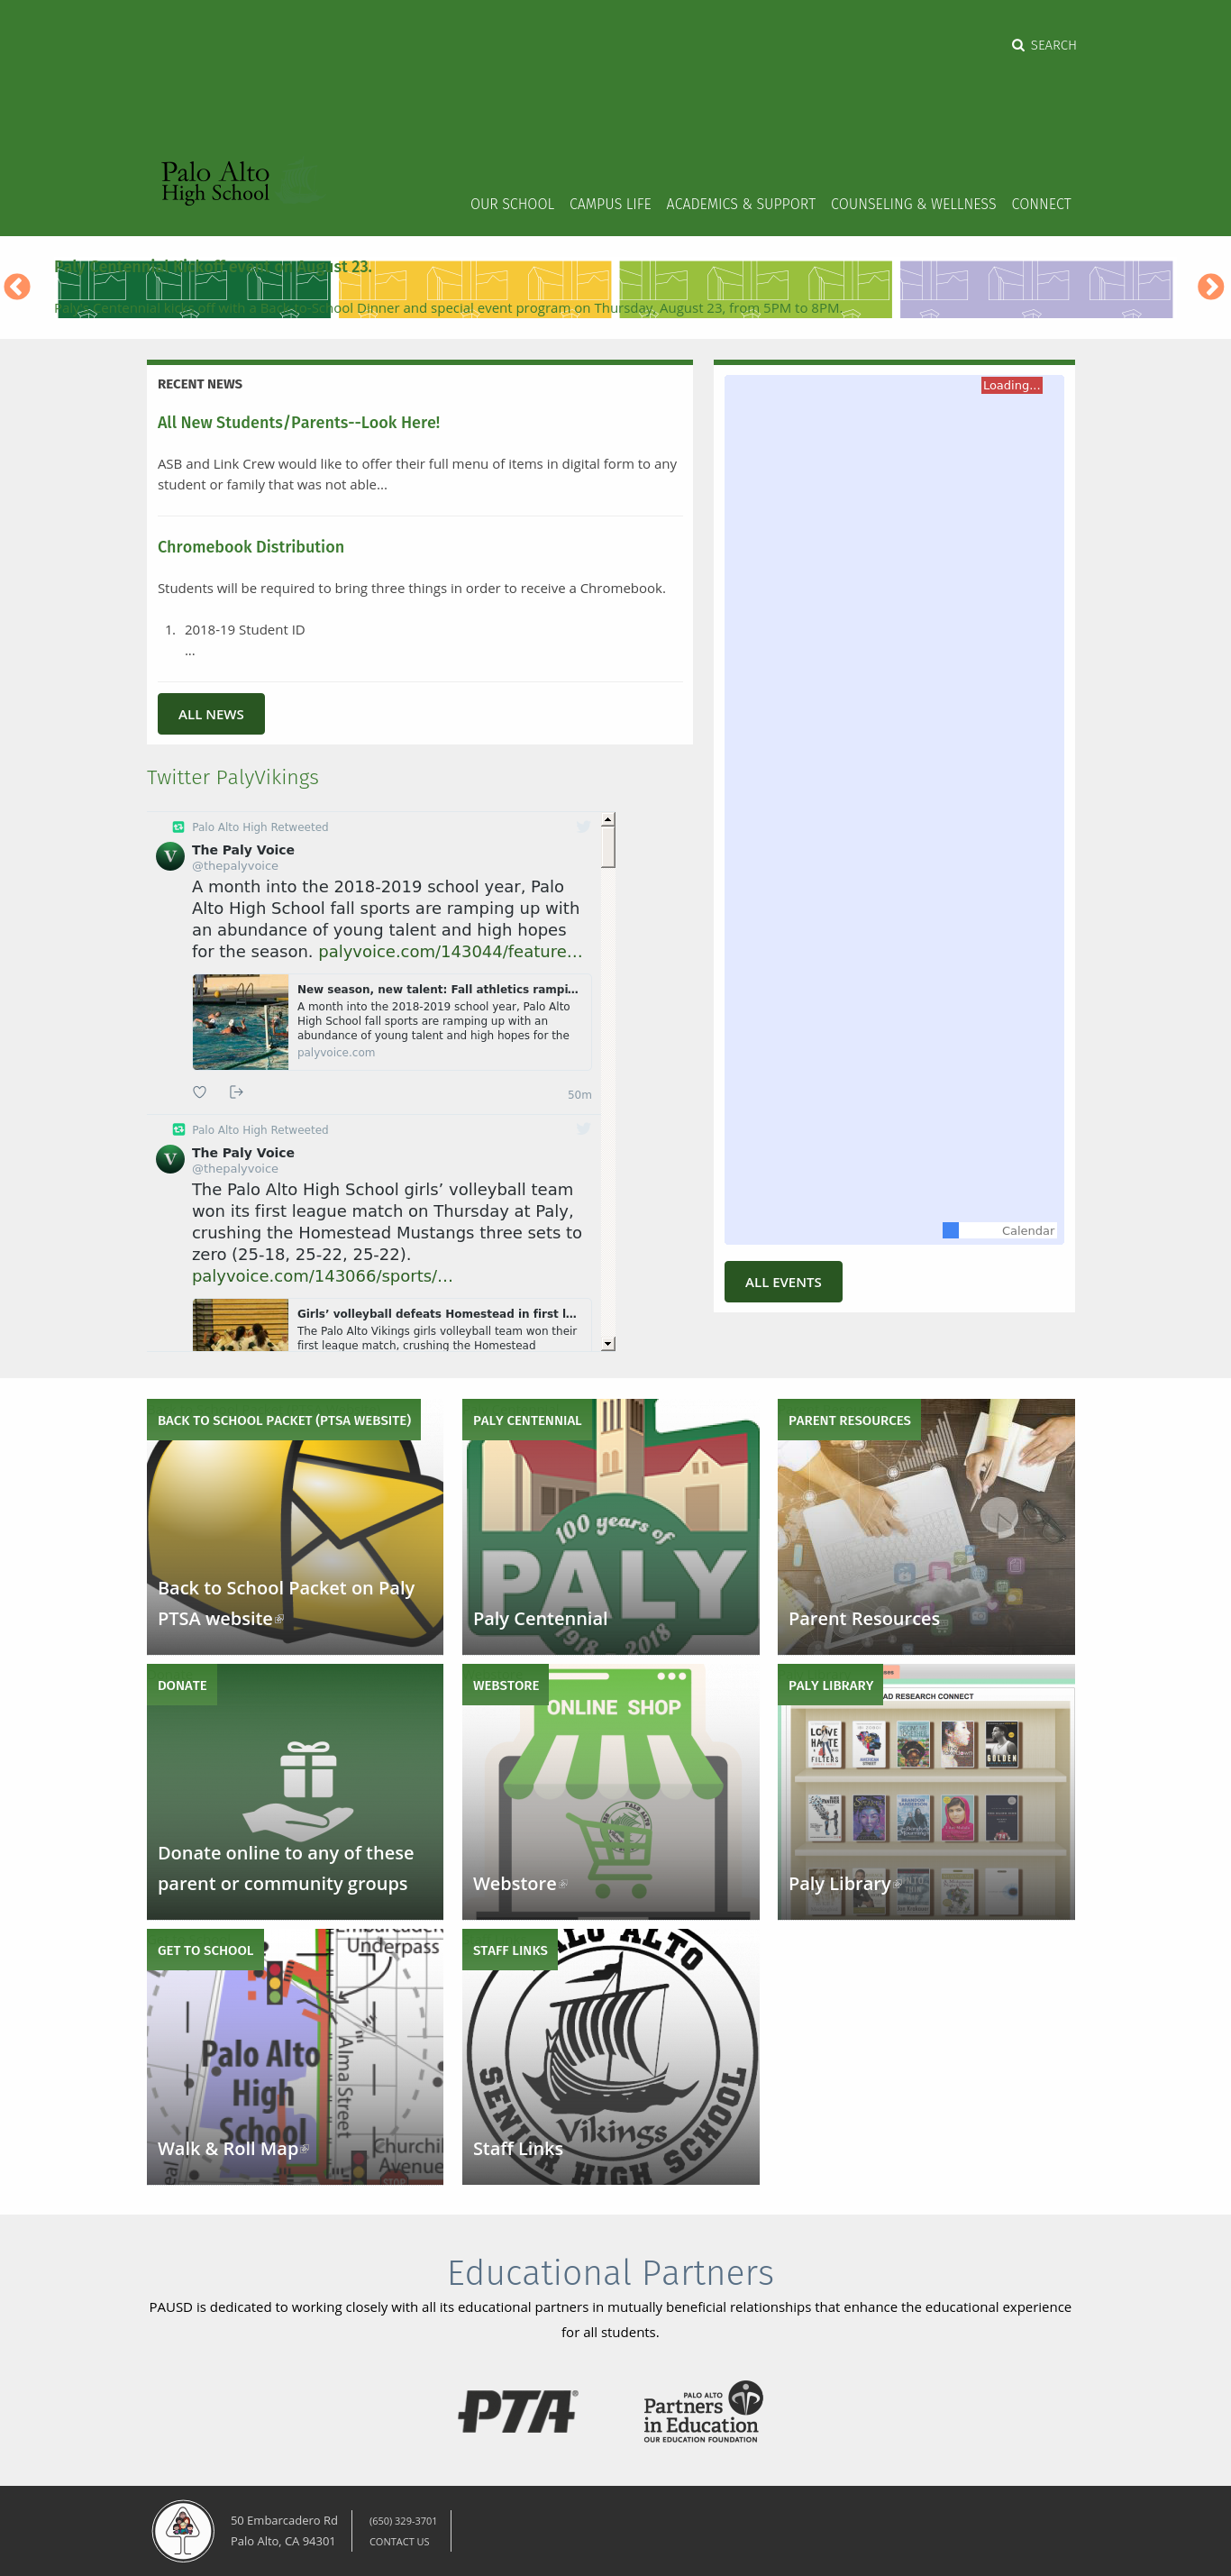 SEARCH
Palo Alto
High School
OUR SCHOOL CAMPUS LIFE ACADEMICS & SUPPORT COUNSELING & WELLNESS CONNECT
Paly Centennial Kickoff event on August 23.
Paly's Centennial kicks off with a Back-to-School Dinner and special event program on Thursday, August 23, from 5PM to 8PM.
RECENT NEWS
All New Students/Parents--Look Here!
ASB and Link Crew would like to offer their full menu of items in digital form to any
student or family that was not able...
Chromebook Distribution
Students will be required to bring three things in order to receive a Chromebook.
1. 2018-19 Student ID
...
ALL NEWS
Loading...
Calendar
ALL EVENTS
Twitter PalyVikings
Palo Alto High Retweeted
V
The Paly Voice
@thepalyvoice
A month into the 2018-2019 school year, Palo
Alto High School fall sports are ramping up with
an abundance of young talent and high hopes
for the season. palyvoice.com/143044/feature…
New season, new talent: Fall athletics rampi...
A month into the 2018-2019 school year, Palo Alto
High School fall sports are ramping up with an
abundance of young talent and high hopes for the
palyvoice.com
50m
Palo Alto High Retweeted
V
The Paly Voice
@thepalyvoice
The Palo Alto High School girls’ volleyball team
won its first league match on Thursday at Paly,
crushing the Homestead Mustangs three sets to
zero (25-18, 25-22, 25-22).
palyvoice.com/143066/sports/…
Girls’ volleyball defeats Homestead in first l...
The Palo Alto Vikings girls volleyball team won their
first league match, crushing the Homestead
BACK TO SCHOOL PACKET (PTSA WEBSITE)
Back to School Packet on Paly
PTSA website
PALY CENTENNIAL
100 years of
PALY
1918 - 2018
Paly Centennial
PARENT RESOURCES
Parent Resources
DONATE
Donate online to any of these
parent or community groups
WEBSTORE
ONLINE SHOP
PALO ALTO
Webstore
PALY LIBRARY
AD RESEARCH CONNECT
LOVE
HATE
FILTERS
GOLDEN
Paly Library
GET TO SCHOOL
Embarcadero
Underpass
Palo Alto
High
School
Alma Street
Churchil
Avenue
STOP
eal
Walk & Roll Map
STAFF LINKS
PALO ALTO
SENIOR HIGH SCHOOL
Vikings
Staff Links
Educational Partners
PAUSD is dedicated to working closely with all its educational partners in mutually beneficial relationships that enhance the educational experience
for all students.
PTA®
PALO ALTO
Partners
in Education
OUR EDUCATION FOUNDATION
50 Embarcadero Rd
Palo Alto, CA 94301
(650) 329-3701
CONTACT US